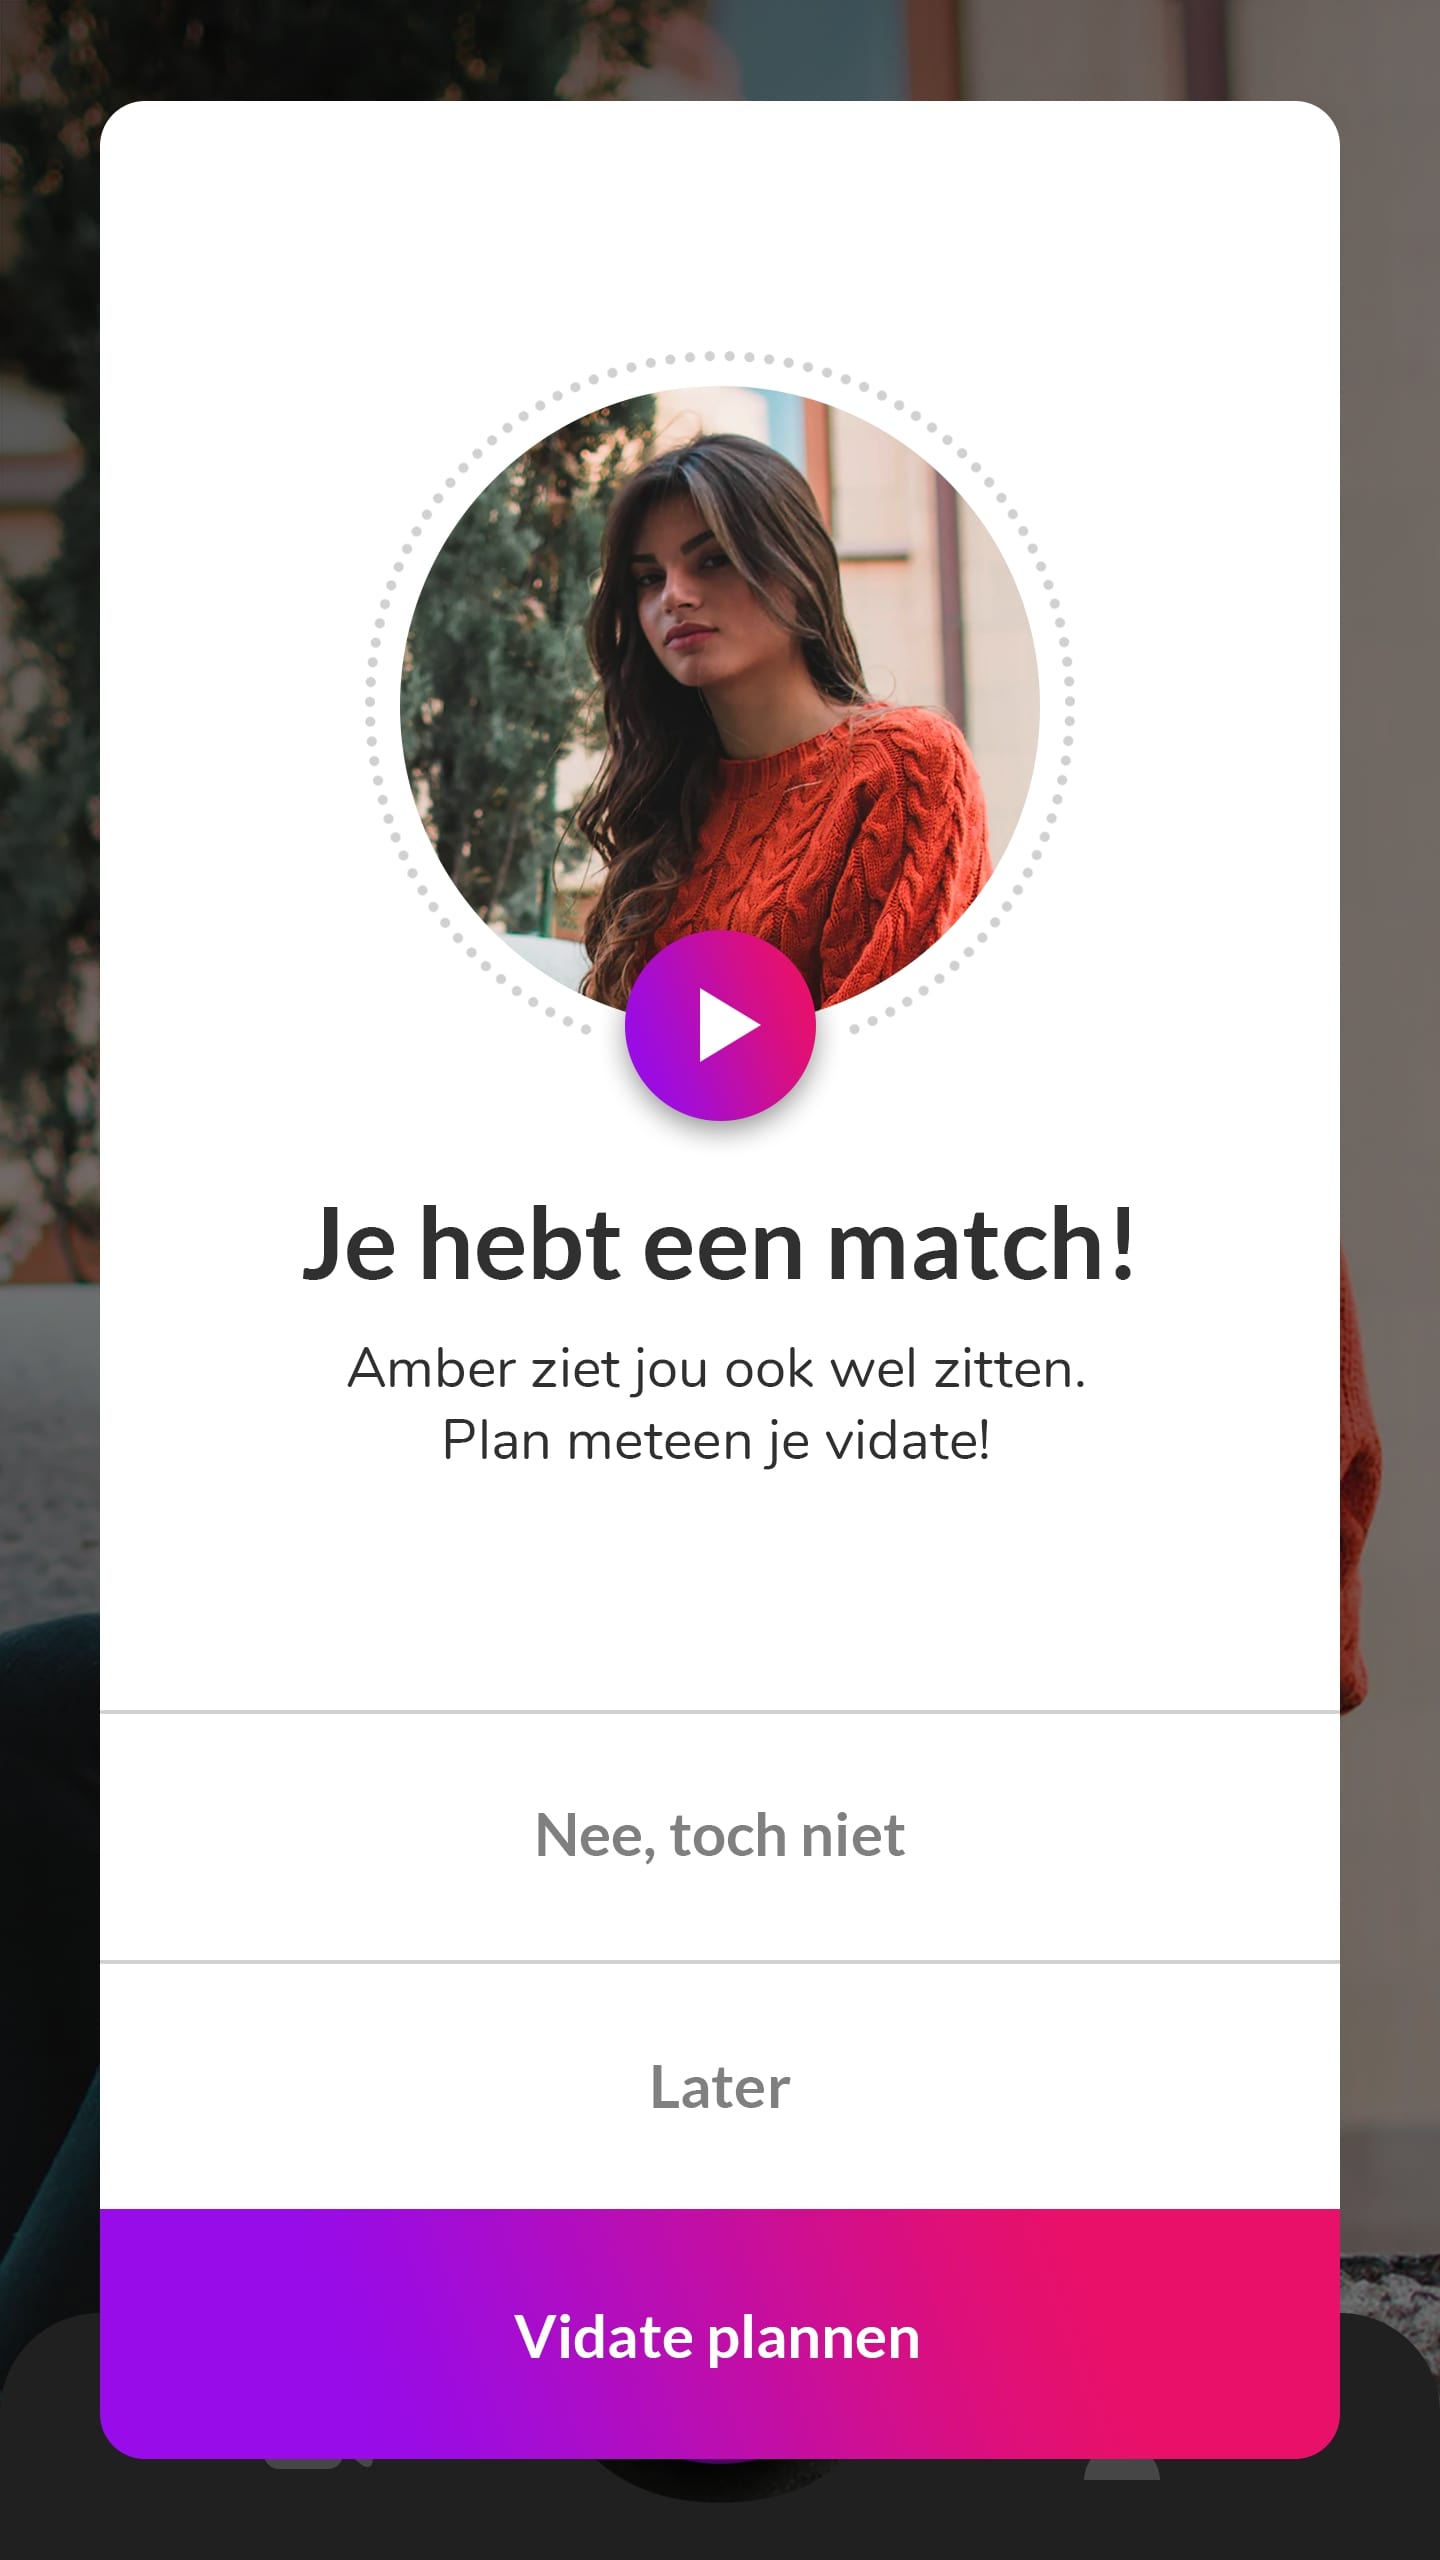 Je hebt een match!
Amber ziet jou ook wel zitten.
Plan meteen je vidate!
Nee, toch niet
Later
Vidate plannen